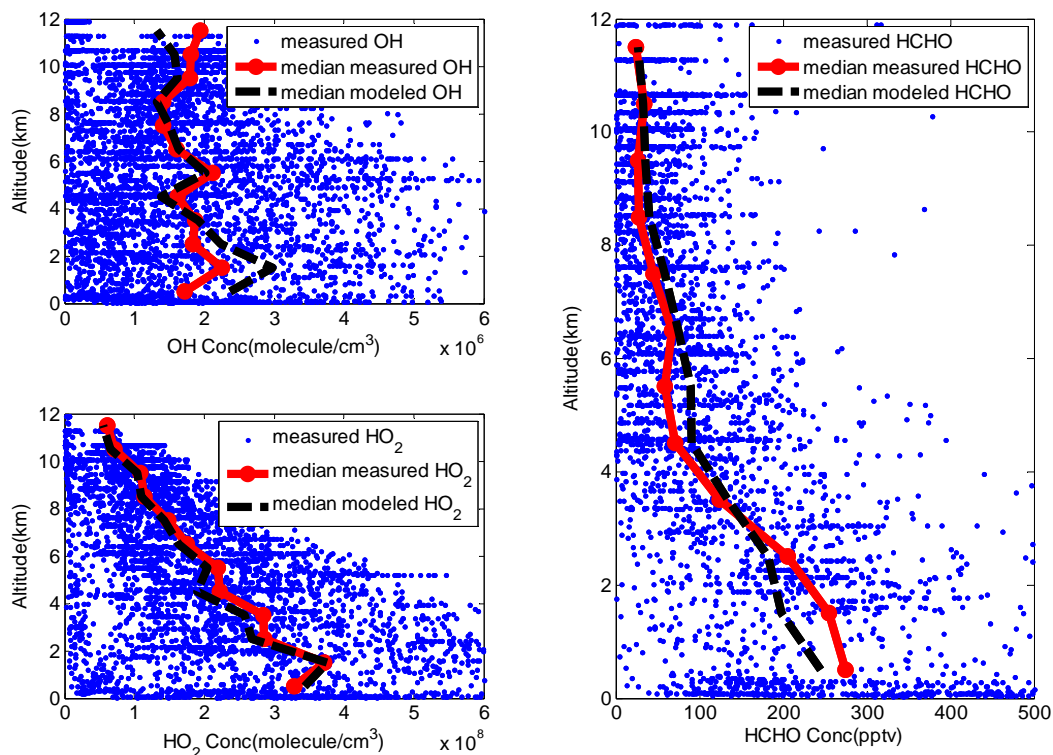 12
10
8
6
4
2
0
Altitude(km)
measured OH
median measured OH
median modeled OH
0 1 2 3 4 5 6
OH Conc(molecule/cm³)
x 10⁶
12
10
8
6
4
2
0
Altitude(km)
measured HO₂
median measured HO₂
median modeled HO₂
0 1 2 3 4 5 6
HO₂ Conc(molecule/cm³)
x 10⁸
12
10
8
6
4
2
0
Altitude(km)
measured HCHO
median measured HCHO
median modeled HCHO
0 100 200 300 400 500
HCHO Conc(pptv)